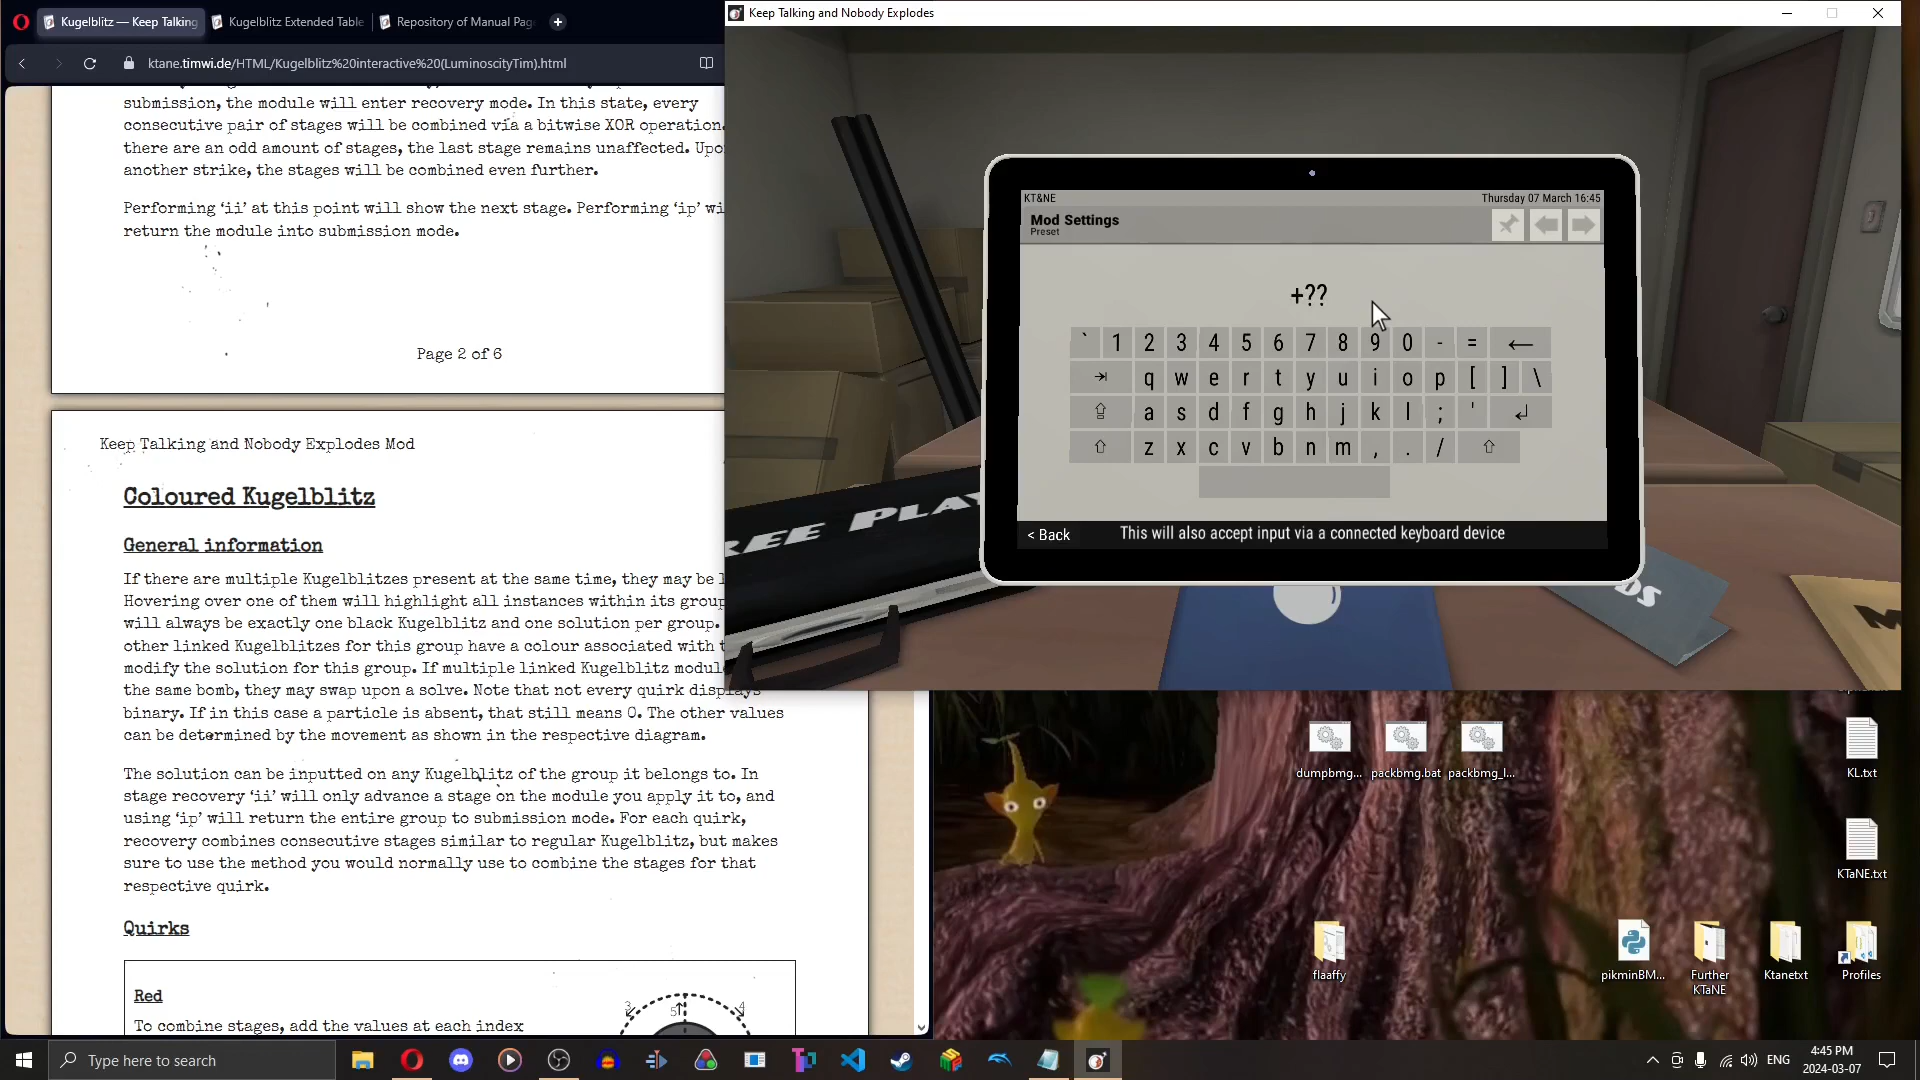 Kugelblitz — Keep Talking
Kugelblitz Extended Table
Repository of Manual Page
ktane.timwi.de/HTML/Kugelblitz%20interactive%20(LuminoscityTim).html
submission, the module will enter recovery mode. In this state, every
consecutive pair of stages will be combined via a bitwise XOR operation.
there are an odd amount of stages, the last stage remains unaffected. Upo
another strike, the stages will be combined even further.
Performing ‘ii’ at this point will show the next stage. Performing ‘ip’ wi
return the module into submission mode.
Page 2 of 6
Keep Talking and Nobody Explodes Mod
Coloured Kugelblitz
General information
If there are multiple Kugelblitzes present at the same time, they may be l
Hovering over one of them will highlight all instances within its group
will always be exactly one black Kugelblitz and one solution per group.
other linked Kugelblitzes for this group have a colour associated with t
modify the solution for this group. If multiple linked Kugelblitz module
the same bomb, they may swap upon a solve. Note that not every quirk displays
binary. If in this case a particle is absent, that still means 0. The other values
can be determined by the movement as shown in the respective diagram.
The solution can be inputted on any Kugelblitz of the group it belongs to. In
stage recovery ‘ii’ will only advance a stage on the module you apply it to, and
using ‘ip’ will return the entire group to submission mode. For each quirk,
recovery combines consecutive stages similar to regular Kugelblitz, but makes
sure to use the method you would normally use to combine the stages for that
respective quirk.
Quirks
Red
To combine stages, add the values at each index
3 5 4
Keep Talking and Nobody Explodes
KT&NE
Thursday 07 March 16:45
Mod Settings
Preset
+??
` 1 2 3 4 5 6 7 8 9 0 - = ←
q w e r t y u i o p [ ] \
a s d f g h j k l ; '
z x c v b n m , . /
< Back
This will also accept input via a connected keyboard device
REE PLAY
DS
M
dumpbmg...
packbmg.bat
packbmg_l...
KL.txt
KTaNE.txt
flaaffy
pikminBM...
Further
KTaNE
Ktanetxt
Profiles
Type here to search
ENG
4:45 PM
2024-03-07